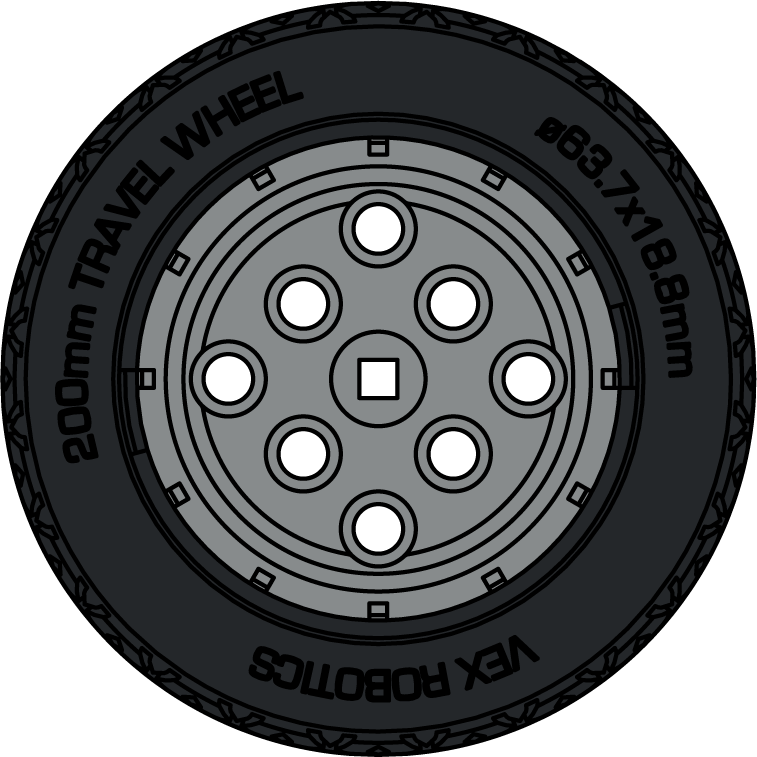 200mm TRAVEL WHEEL
ø63.7x18.8mm
VEX ROBOTICS